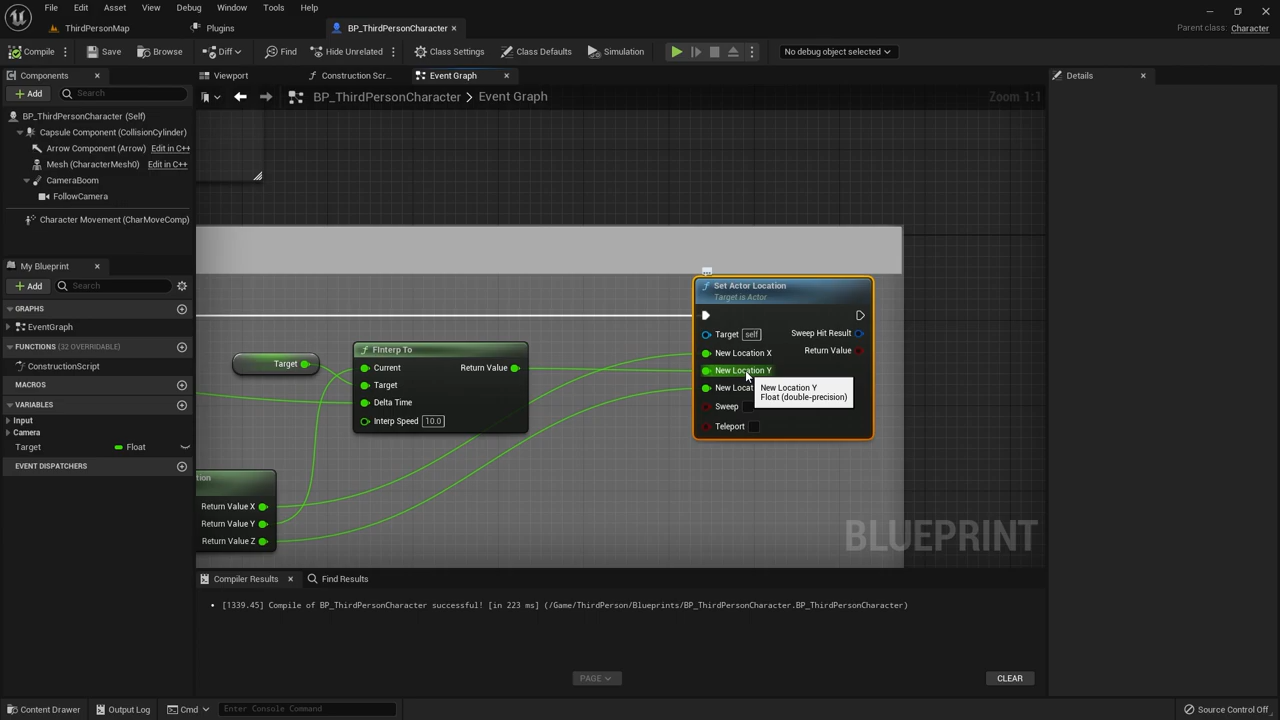 File Edit Asset View Debug Window Tools Help
ThirdPersonMap Plugins BP_ThirdPersonCharacter
Parent class: Character
Compile Save Browse Diff Find Hide Unrelated Class Settings Class Defaults Simulation No debug object selected
Components Viewport Construction Scr... Event Graph Details
Add Search
BP_ThirdPersonCharacter > Event Graph Zoom 1:1
BP_ThirdPersonCharacter (Self)
Capsule Component (CollisionCylinder)
Arrow Component (Arrow) Edit in C++
Mesh (CharacterMesh0) Edit in C++
CameraBoom
FollowCamera
Character Movement (CharMoveComp)
My Blueprint
Add Search
GRAPHS
EventGraph
FUNCTIONS (32 OVERRIDABLE)
ConstructionScript
MACROS
VARIABLES
Input
Camera
Target Float
EVENT DISPATCHERS
Target
FInterp To
Current Return Value
Target
Delta Time
Interp Speed 10.0
tion
Return Value X
Return Value Y
Return Value Z
Set Actor Location
Target is Actor
Target self Sweep Hit Result
New Location X Return Value
New Location Y
New Locat
Sweep
Teleport
New Location Y
Float (double-precision)
BLUEPRINT
Compiler Results Find Results
[1339.45] Compile of BP_ThirdPersonCharacter successful! [in 223 ms] (/Game/ThirdPerson/Blueprints/BP_ThirdPersonCharacter.BP_ThirdPersonCharacter)
PAGE CLEAR
Content Drawer Output Log Cmd Enter Console Command Source Control Off